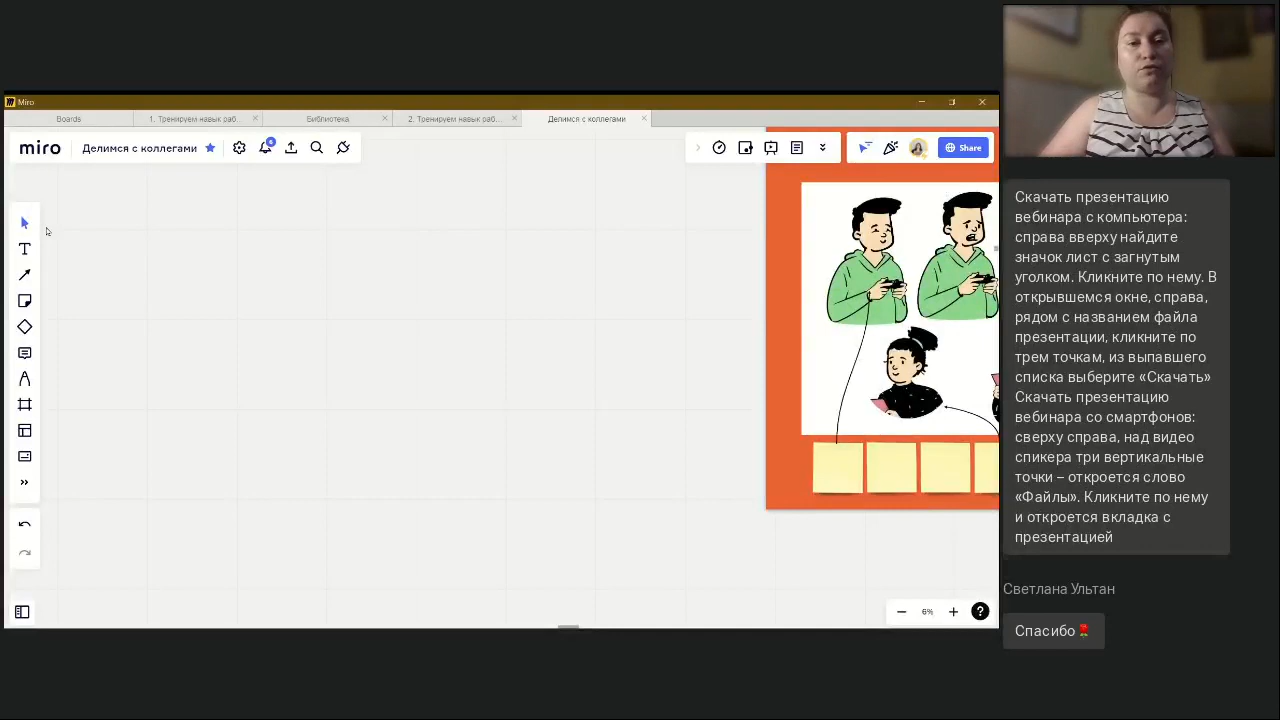 Miro
Boards
1. Тренируем навык раб...
Библиотека
2. Тренируем навык раб...
Делимся с коллегами
miro
Делимся с коллегами
6
Share
T
6%
?
Скачать презентацию
вебинара с компьютера:
справа вверху найдите
значок лист с загнутым
уголком. Кликните по нему. В
открывшемся окне, справа,
рядом с названием файла
презентации, кликните по
трем точкам, из выпавшего
списка выберите «Скачать»
Скачать презентацию
вебинара со смартфонов:
сверху справа, над видео
спикера три вертикальные
точки – откроется слово
«Файлы». Кликните по нему
и откроется вкладка с
презентацией
Светлана Ультан
Спасибо🌹